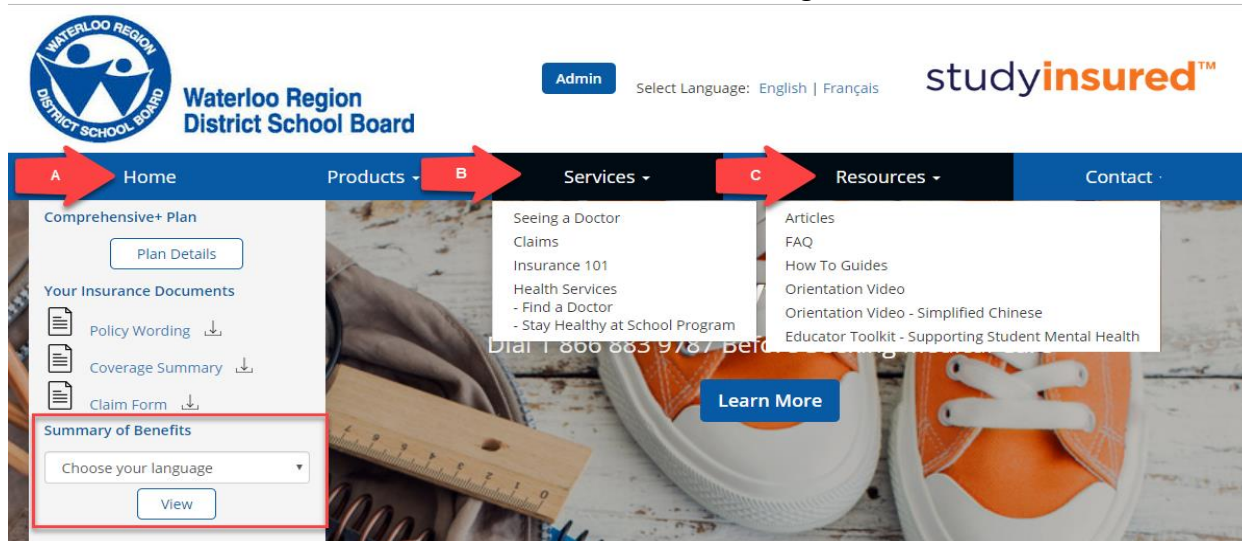 WATERLOO REGION
DISTRICT SCHOOL BOARD
Waterloo Region
District School Board
Admin
Select Language: English | Français
studyinsured™
A
Home
Products
B
Services
C
Resources
Contact
Comprehensive+ Plan
Plan Details
Your Insurance Documents
Policy Wording
Coverage Summary
Claim Form
Summary of Benefits
Choose your language
View
Seeing a Doctor
Claims
Insurance 101
Health Services
- Find a Doctor
- Stay Healthy at School Program
Articles
FAQ
How To Guides
Orientation Video
Orientation Video - Simplified Chinese
Educator Toolkit - Supporting Student Mental Health
Dial 1 866 883 9787
Learn More